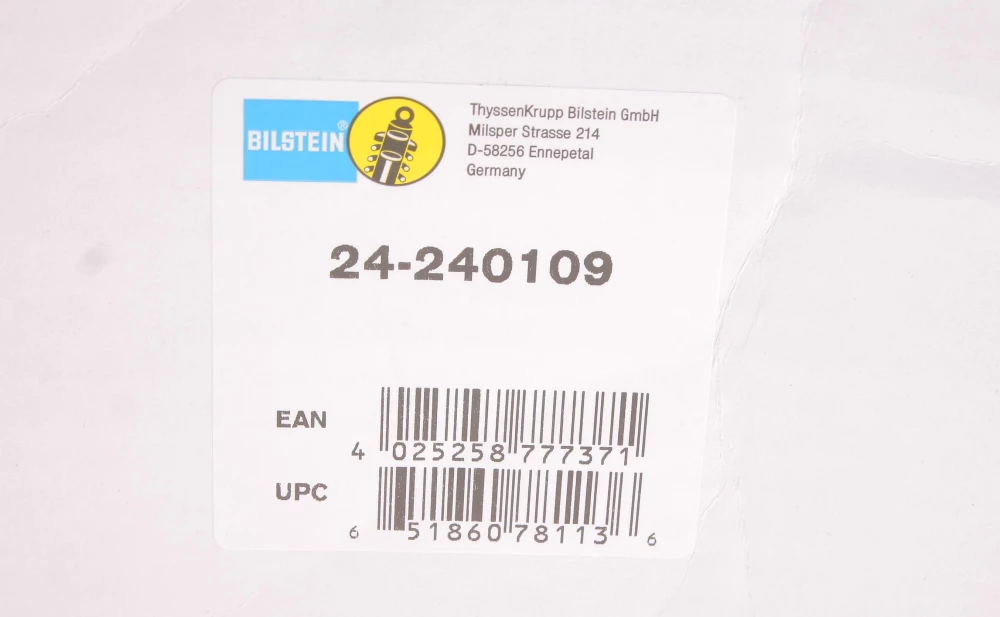 BILSTEIN®
ThyssenKrupp Bilstein GmbH
Milsper Strasse 214
D-58256 Ennepetal
Germany
24-240109
EAN
4 025258 777371
UPC
6 51860 78113 6